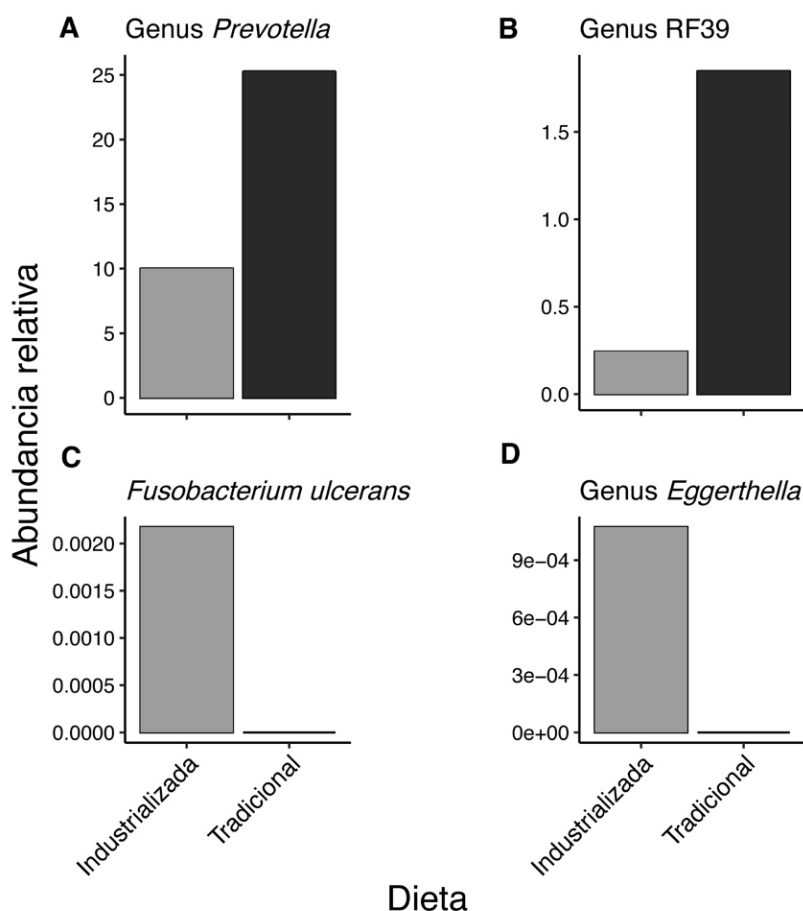 A Genus Prevotella
25
20
15
10
5
0
B Genus RF39
1.5
1.0
0.5
0.0
Abundancia relativa
C Fusobacterium ulcerans
0.0020
0.0015
0.0010
0.0005
0.0000
Industrializada
Tradicional
D Genus Eggerthella
9e−04
6e−04
3e−04
0e+00
Industrializada
Tradicional
Dieta